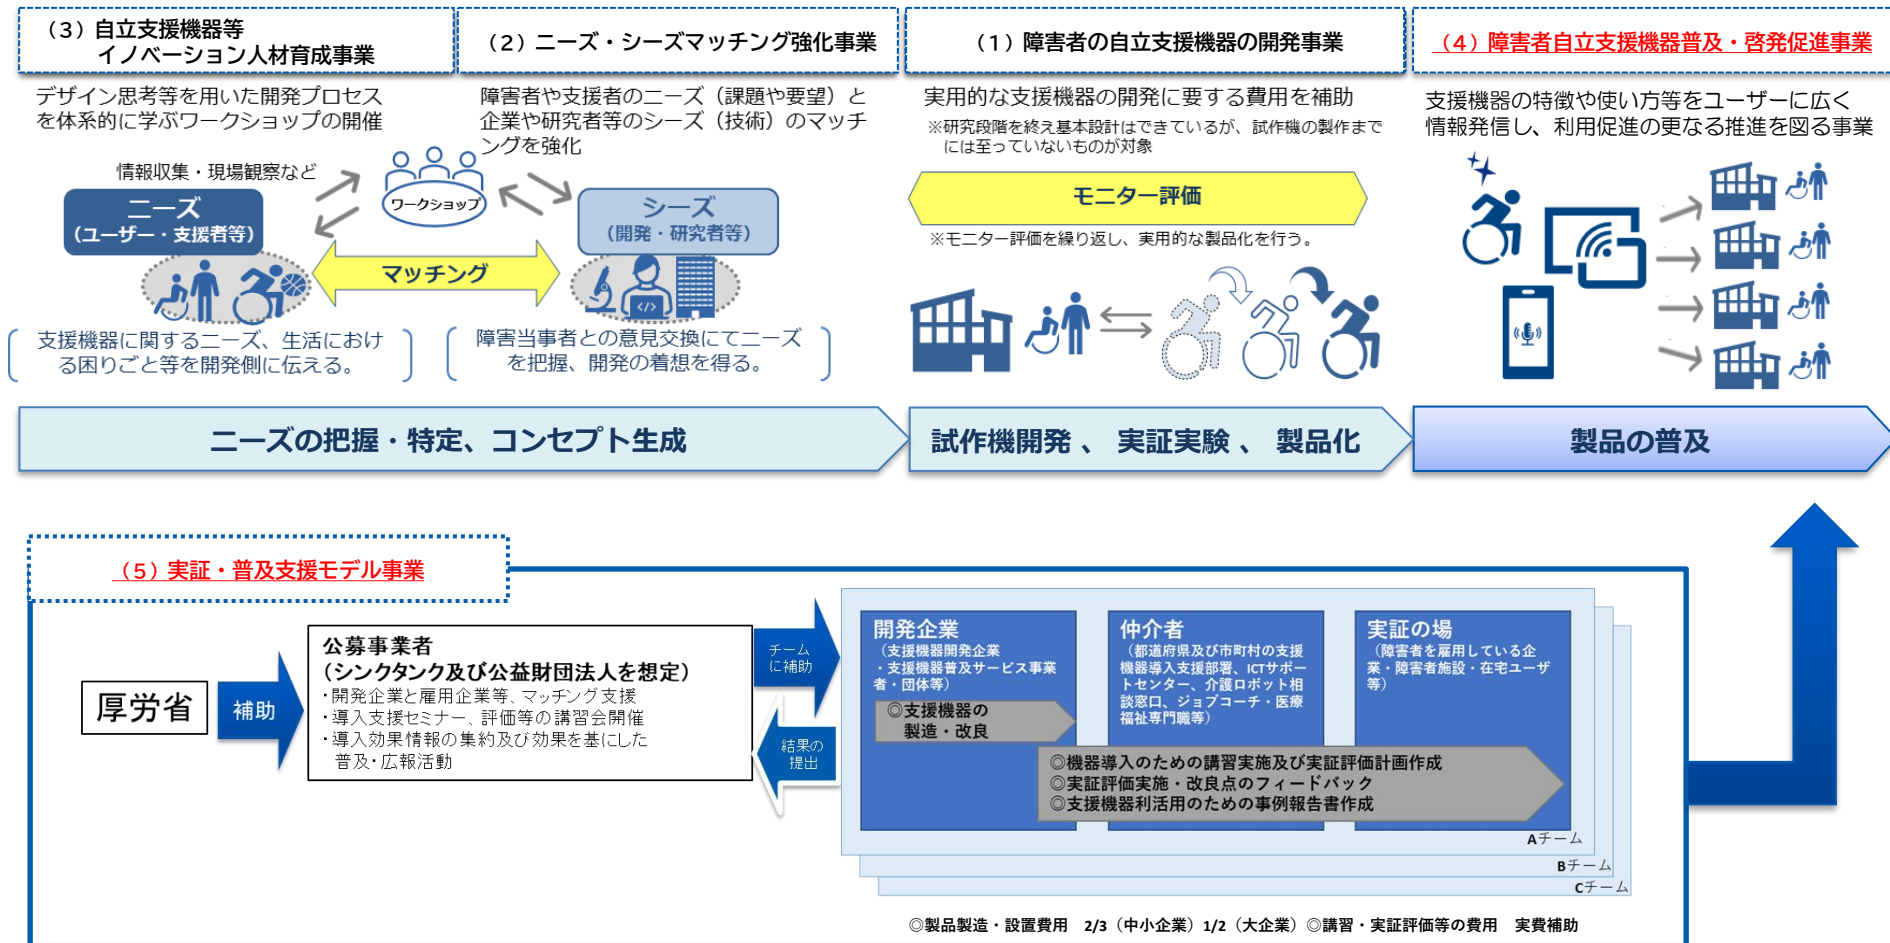 （３）自立支援機器等
イノベーション人材育成事業
デザイン思考等を用いた開発プロセス
を体系的に学ぶワークショップの開催
（２）ニーズ・シーズマッチング強化事業
障害者や支援者のニーズ（課題や要望）と
企業や研究者等のシーズ（技術）のマッチ
ングを強化
情報収集・現場観察など
ワークショップ
ニーズ
（ユーザー・支援者等）
シーズ
（開発・研究者等）
マッチング
支援機器に関するニーズ、生活におけ
る困りごと等を開発側に伝える。
障害当事者との意見交換にてニーズ
を把握、開発の着想を得る。
（１）障害者の自立支援機器の開発事業
実用的な支援機器の開発に要する費用を補助
※研究段階を終え基本設計はできているが、試作機の製作まで
には至っていないものが対象
モニター評価
※モニター評価を繰り返し、実用的な製品化を行う。
（４）障害者自立支援機器普及・啓発促進事業
支援機器の特徴や使い方等をユーザーに広く
情報発信し、利用促進の更なる推進を図る事業
ニーズの把握・特定、コンセプト生成
試作機開発 、 実証実験 、 製品化
製品の普及
（５）実証・普及支援モデル事業
厚労省
補助
公募事業者
（シンクタンク及び公益財団法人を想定）
・開発企業と雇用企業等、マッチング支援
・導入支援セミナー、評価等の講習会開催
・導入効果情報の集約及び効果を基にした
普及・広報活動
チーム
に補助
結果の
提出
開発企業
（支援機器開発企業
・支援機器普及サービス事業
者・団体等）
◎支援機器の
製造・改良
仲介者
（都道府県及び市町村の支援
機器導入支援部署、ICTサポー
トセンター、介護ロボット相
談窓口、ジョブコーチ・医療
福祉専門職等）
実証の場
（障害者を雇用している企
業・障害者施設・在宅ユーザ
等）
◎機器導入のための講習実施及び実証評価計画作成
◎実証評価実施・改良点のフィードバック
◎支援機器利活用のための事例報告書作成
Aチーム
Bチーム
Cチーム
◎製品製造・設置費用　2/3（中小企業）1/2（大企業）◎講習・実証評価等の費用　実費補助